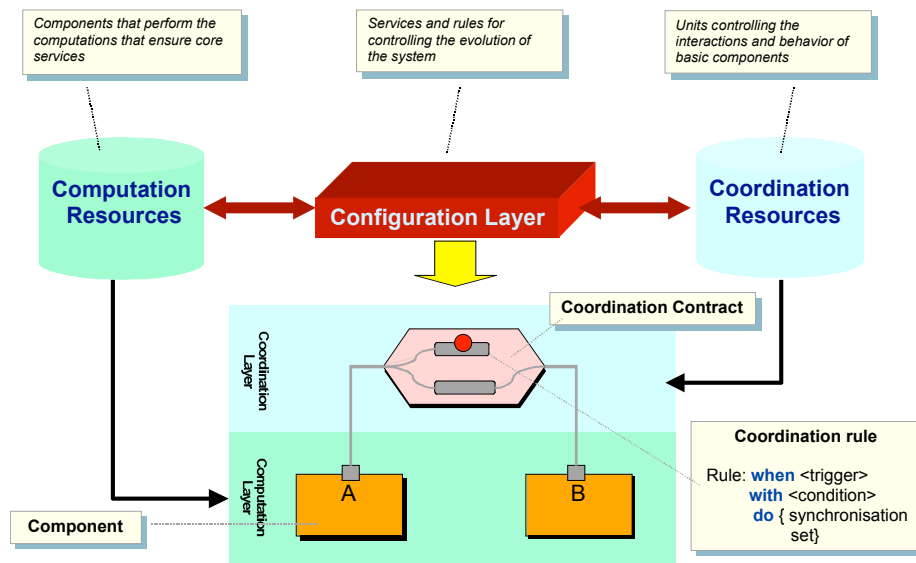 Components that perform the
computations that ensure core
services
Services and rules for
controlling the evolution of
the system
Units controlling the
interactions and behavior of
basic components
Computation
Resources
Configuration Layer
Coordination
Resources
Coordination Contract
Coordination
Layer
Computation
Layer
A
B
Component
Coordination rule
Rule: when <trigger>
with <condition>
do { synchronisation
set}